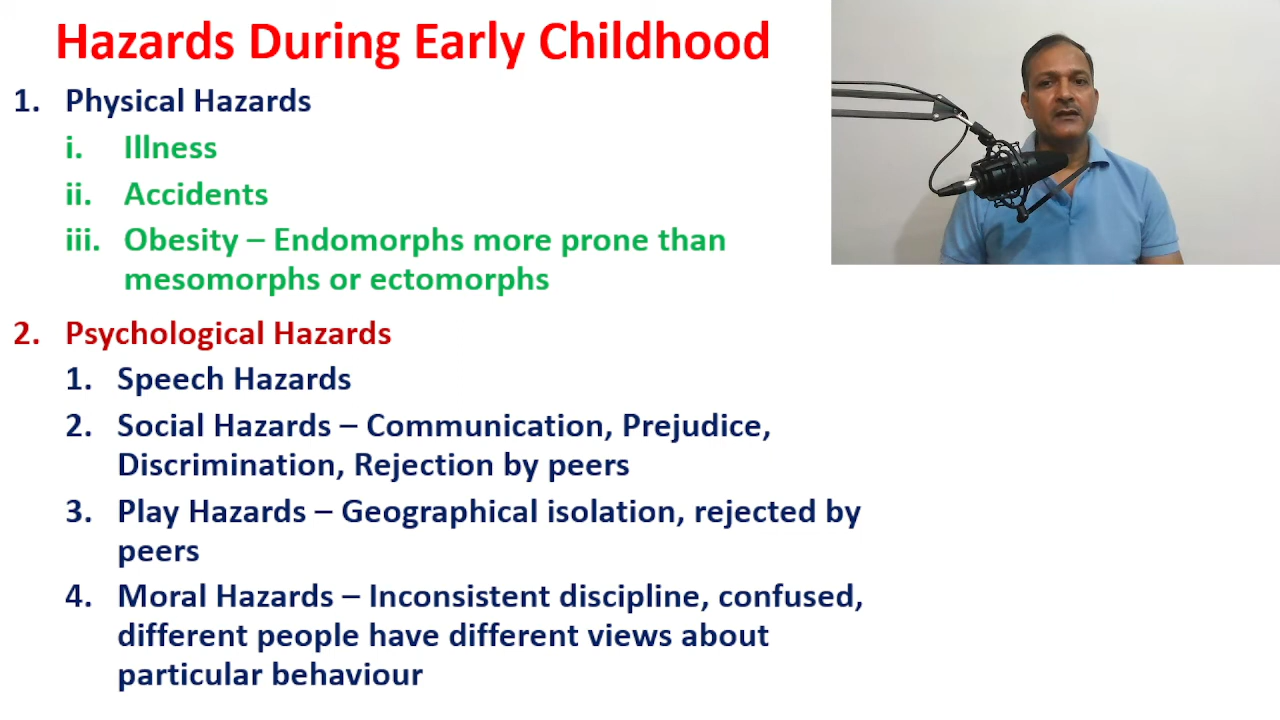 Hazards During Early Childhood
1. Physical Hazards
i. Illness
ii. Accidents
iii. Obesity – Endomorphs more prone than
mesomorphs or ectomorphs
2. Psychological Hazards
1. Speech Hazards
2. Social Hazards – Communication, Prejudice,
Discrimination, Rejection by peers
3. Play Hazards – Geographical isolation, rejected by
peers
4. Moral Hazards – Inconsistent discipline, confused,
different people have different views about
particular behaviour